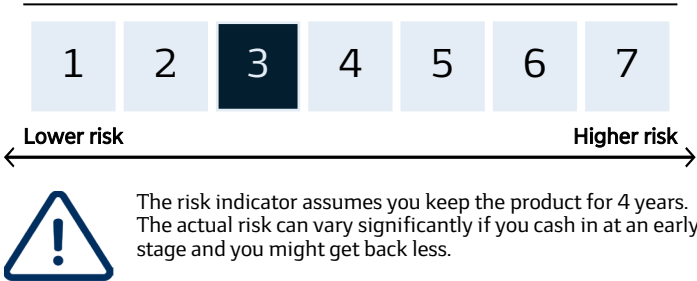 1 2 3 4 5 6 7
Lower risk Higher risk
The risk indicator assumes you keep the product for 4 years.
The actual risk can vary significantly if you cash in at an early
stage and you might get back less.